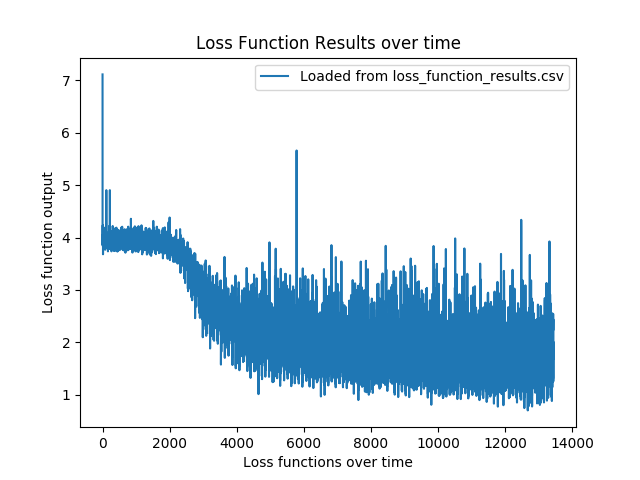 Loss Function Results over time
Loaded from loss_function_results.csv
Loss function output
7
6
5
4
3
2
1
0 2000 4000 6000 8000 10000 12000 14000
Loss functions over time